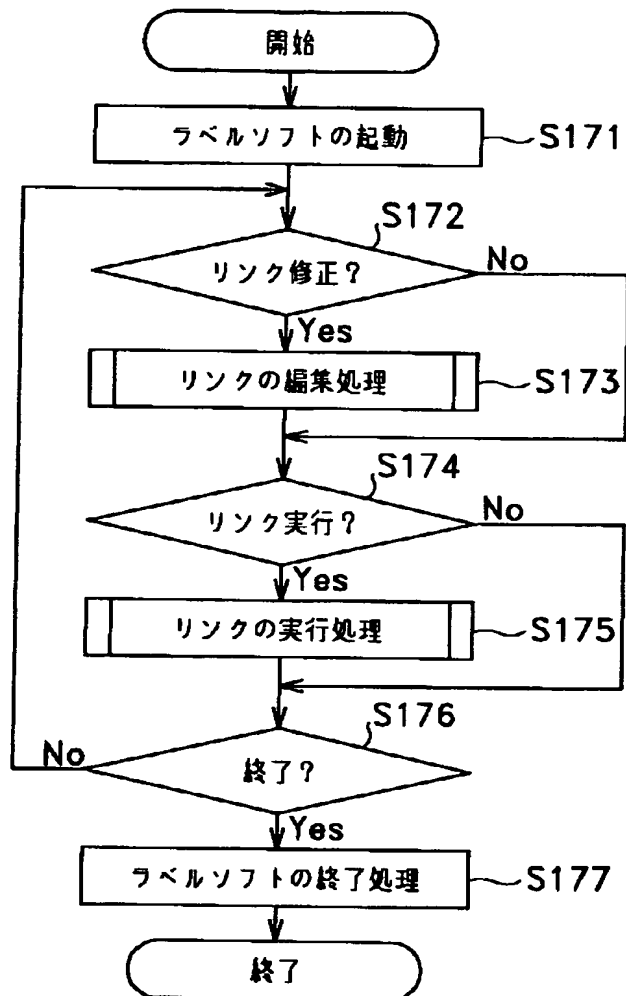 開始
ラベルソフトの起動 S171
S172
リンク修正? No
Yes
リンクの編集処理 S173
S174
リンク実行? No
Yes
リンクの実行処理 S175
S176
No 終了?
Yes
ラベルソフトの終了処理 S177
終了